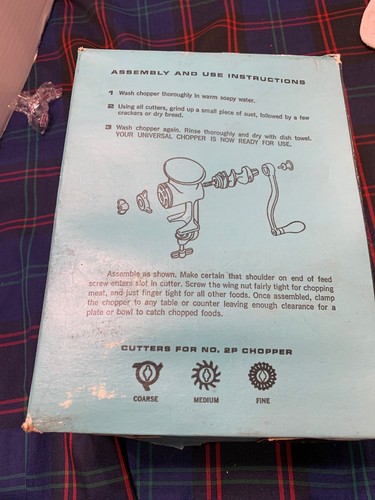 ASSEMBLY AND USE INSTRUCTIONS
1 Wash chopper thoroughly in warm soapy water.
2 Using all cutters, grind up a small piece of suet, followed by a few
crackers or dry bread.
3 Wash chopper again. Rinse thoroughly and dry with dish towel.
YOUR UNIVERSAL CHOPPER IS NOW READY FOR USE.
Assemble as shown. Make certain that shoulder on end of feed
screw enters slot in cutter. Screw the wing nut fairly tight for chopping
meat, and just finger tight for all other foods. Once assembled, clamp
the chopper to any table or counter leaving enough clearance for a
plate or bowl to catch chopped foods.
CUTTERS FOR NO. 2P CHOPPER
COARSE MEDIUM FINE